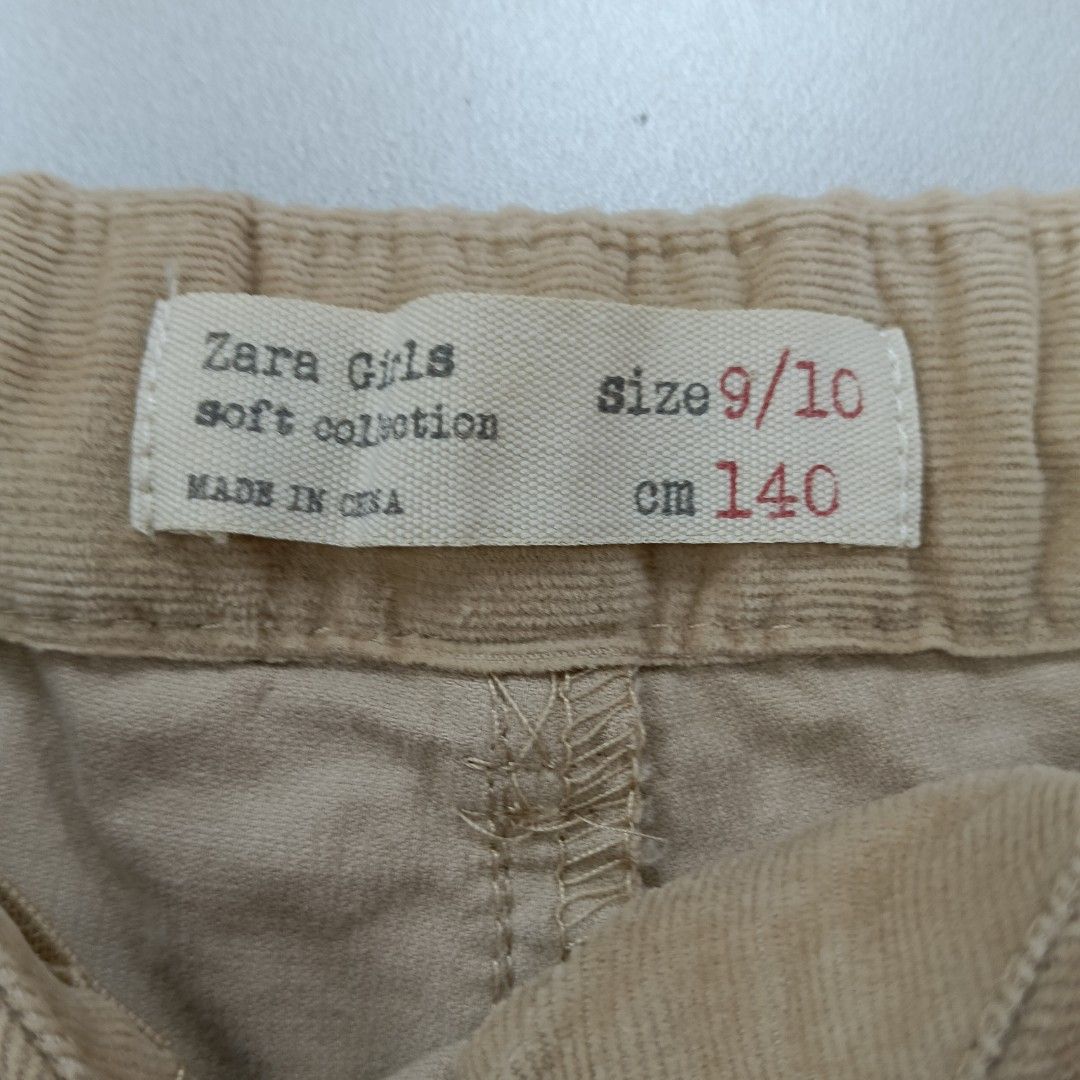 Zara Girls
soft collection
MADE IN CHINA
size 9/10
cm 140